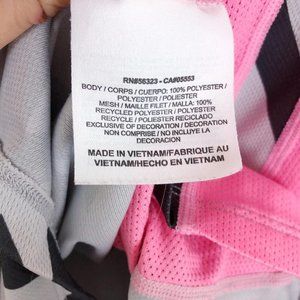 RN#56323 - CA#05553
BODY / CORPS / CUERPO: 100% POLYESTER /
POLYESTER / POLIESTER
MESH / MAILLE FILET / MALLA: 100%
RECYCLED POLYESTER / POLYESTER
RECYCLE / POLIESTER RECICLADO
EXCLUSIVE OF DECORATION / DECORATION
NON COMPRISE / NO INCLUYE LA
DECORACION
MADE IN VIETNAM/FABRIQUE AU
VIETNAM/HECHO EN VIETNAM